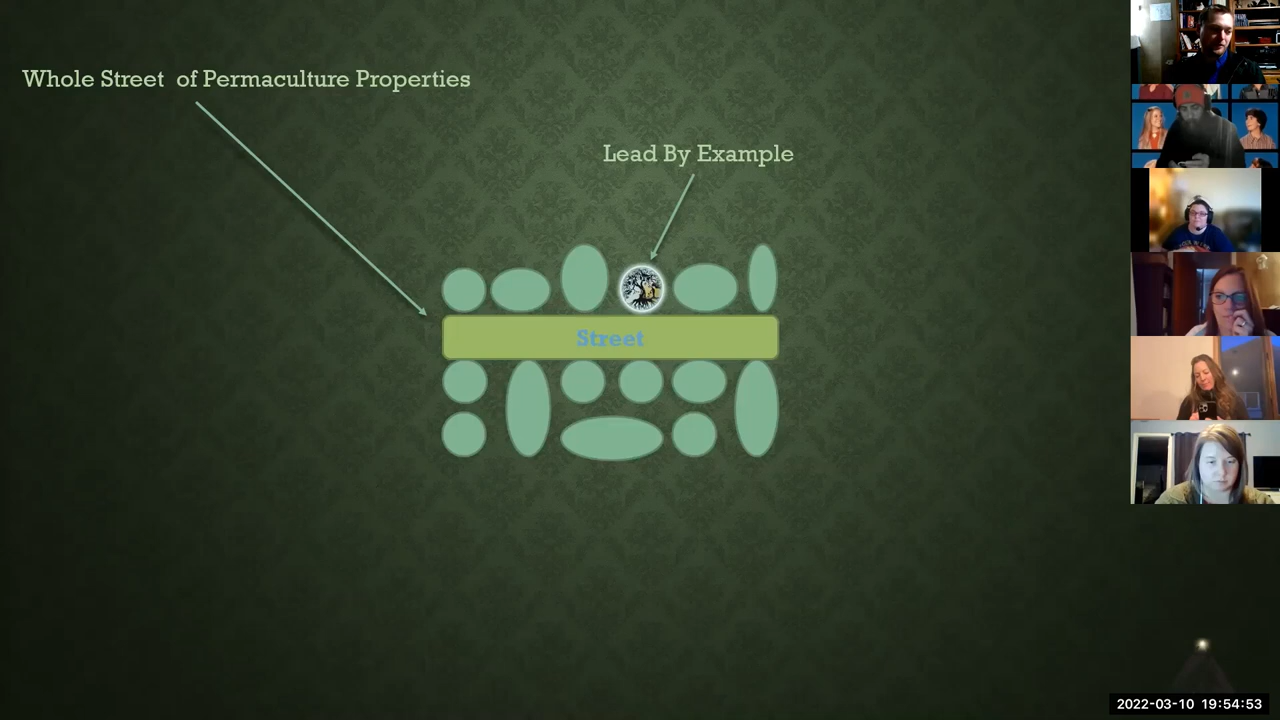 Whole Street  of Permaculture Properties
Lead By Example
Street
2022-03-10 19:54:53